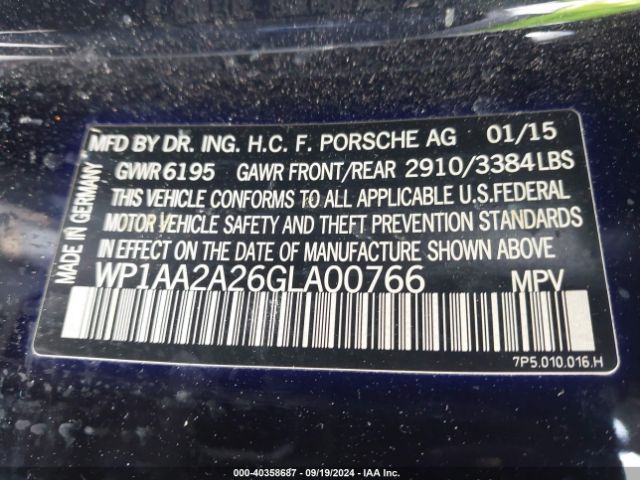 MFD BY DR. ING. H.C. F. PORSCHE AG 01/15
GVWR 6195 GAWR FRONT/REAR 2910/3384 LBS
THIS VEHICLE CONFORMS TO ALL APPLICABLE U.S.FEDERAL
MOTOR VEHICLE SAFETY AND THEFT PREVENTION STANDARDS
IN EFFECT ON THE DATE OF MANUFACTURE SHOWN ABOVE
WP1AA2A26GLA00766 MPV
MADE IN GERMANY
7P5.010.016.H
000-40358687 - 09/19/2024 - IAA Inc.